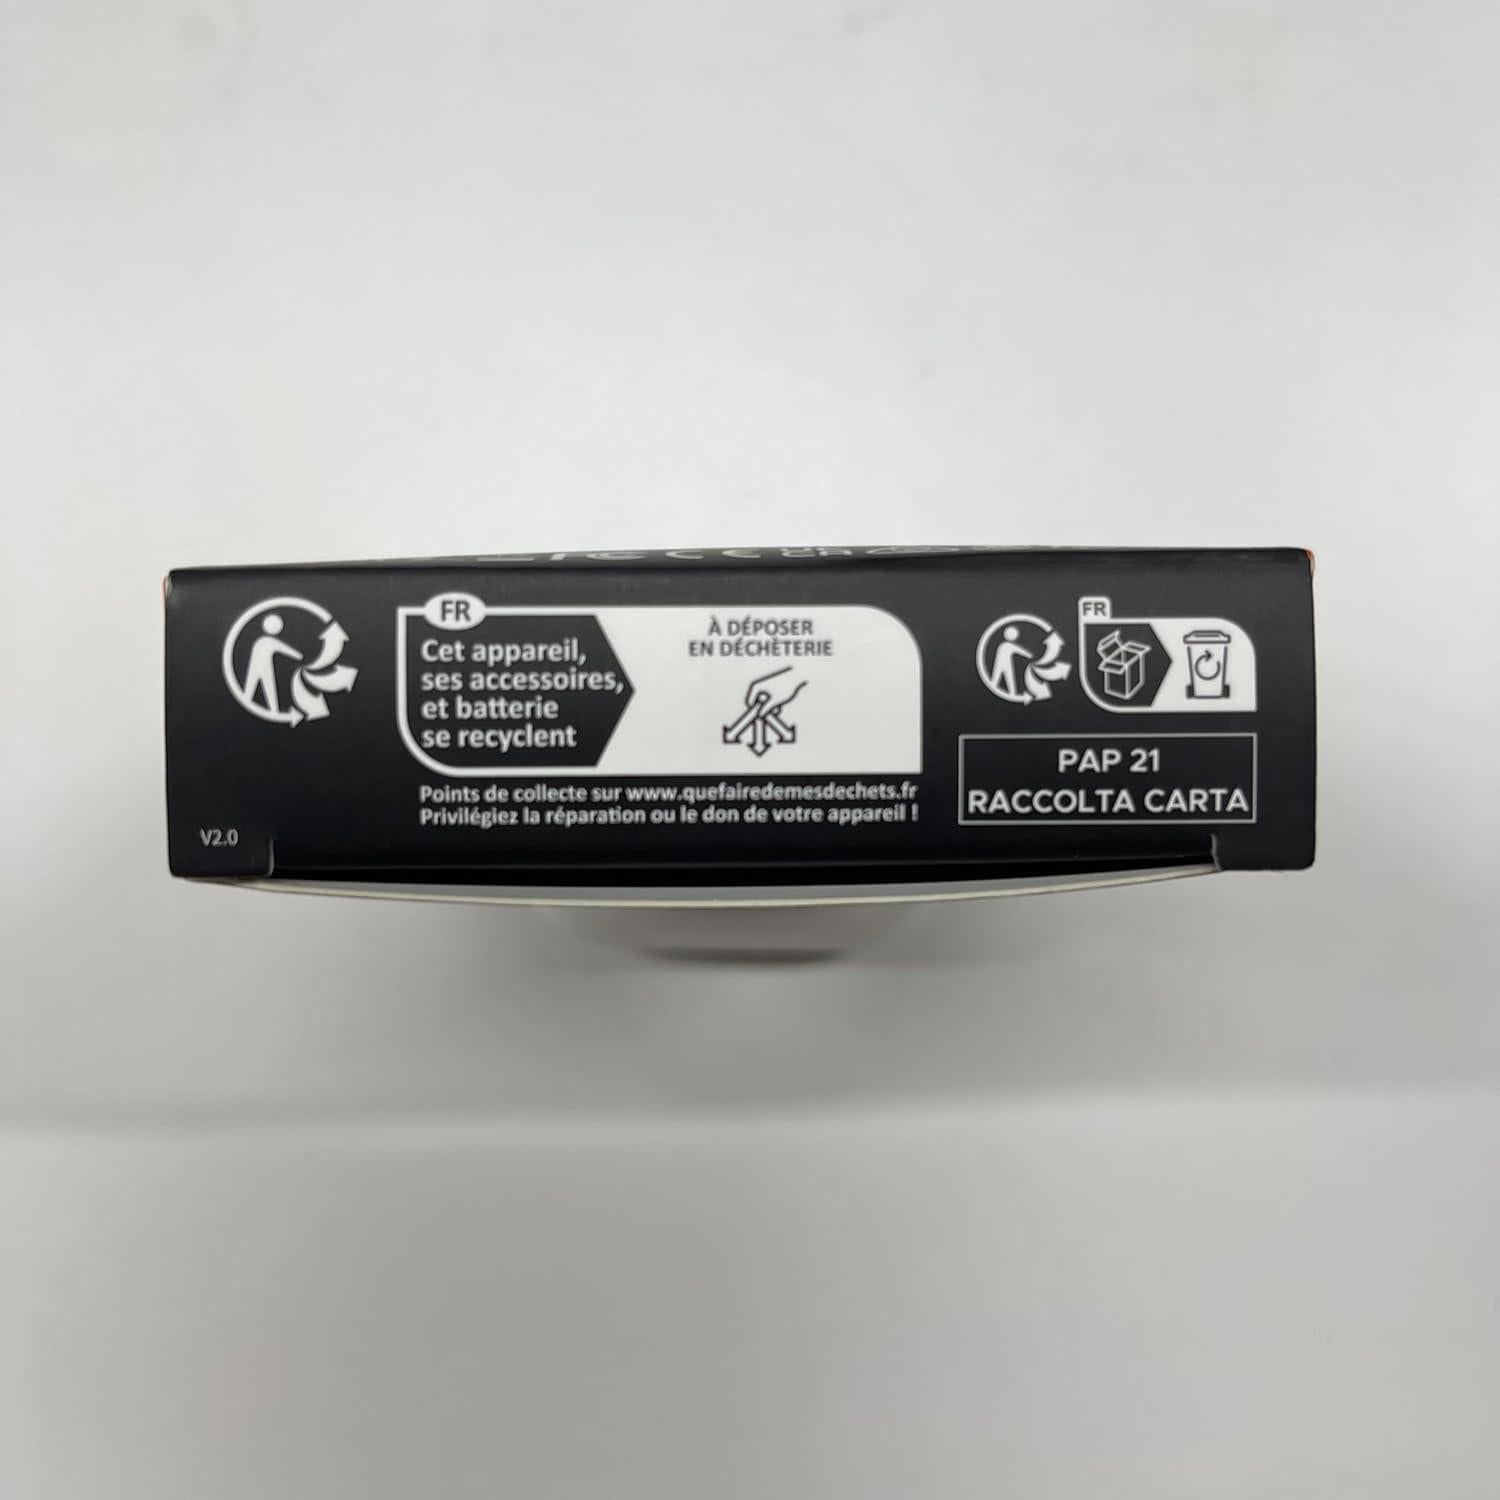 FR
Cet appareil,
ses accessoires,
et batterie
se recyclent
À DÉPOSER
EN DÉCHÈTERIE
Points de collecte sur www.quefairedemesdechets.fr
Privilégiez la réparation ou le don de votre appareil !
FR
PAP 21
RACCOLTA CARTA
V2.0